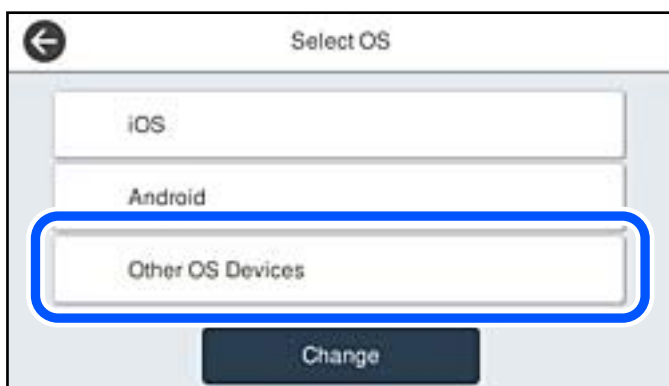 Select OS
iOS
Android
Other OS Devices
Change